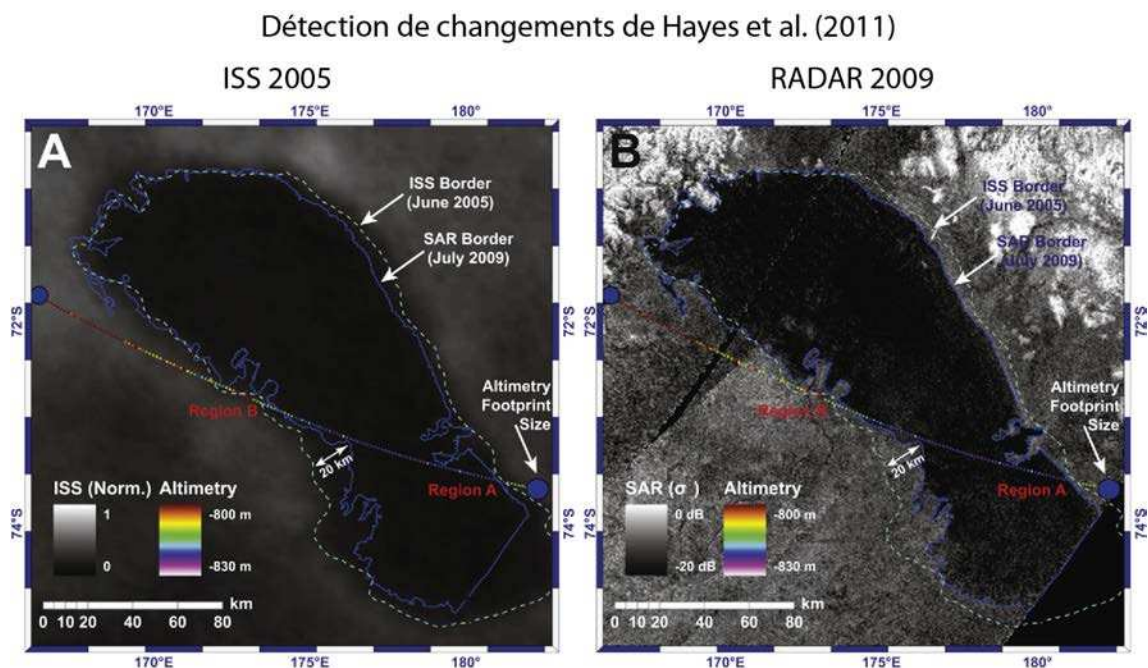 Détection de changements de Hayes et al. (2011)
ISS 2005
RADAR 2009
170°E
175°E
180°
170°E
175°E
180°
A
ISS Border
(June 2005)
SAR Border
(July 2009)
72°S
Region B
Altimetry
Footprint
Size
20 km
Region A
ISS (Norm.)
Altimetry
1
-800 m
0
-830 m
74°S
km
0 10 20 40 60 80
170°E
175°E
180°
B
ISS Border
(June 2005)
SAR Border
(July 2009)
72°S
72°S
Region B
Altimetry
Footprint
Size
20 km
Region A
SAR (σ)
Altimetry
0 dB
-800 m
-20 dB
-830 m
74°S
74°S
km
0 10 20 40 60 80
170°E
175°E
180°